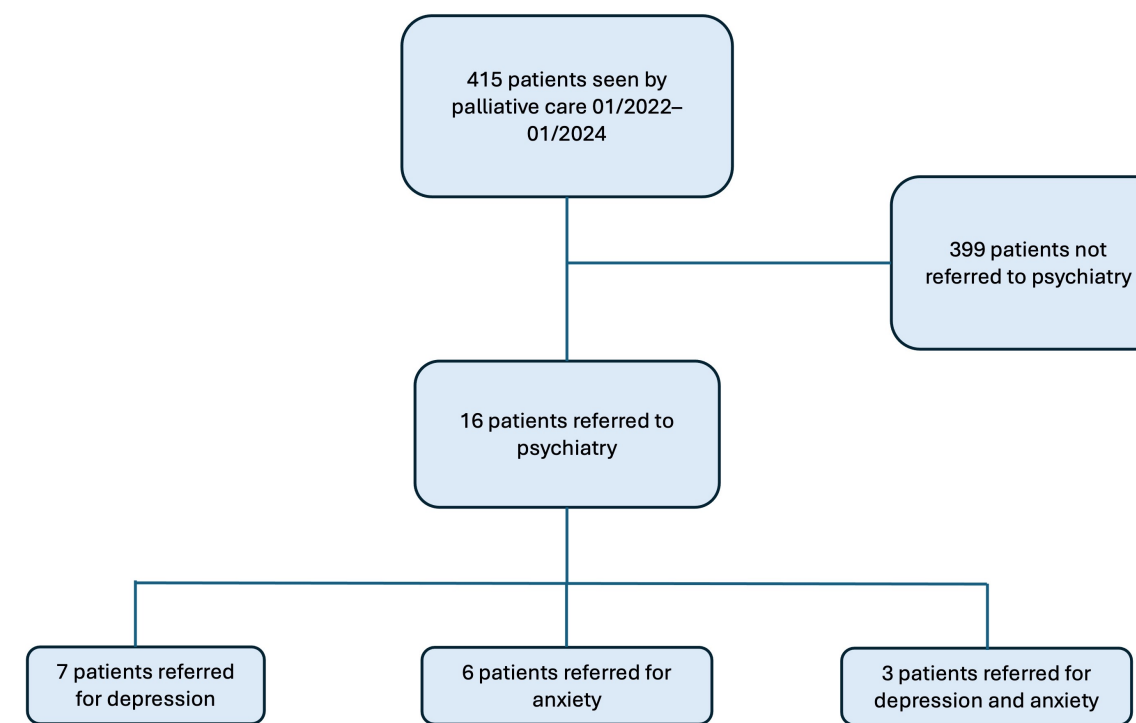 415 patients seen by
palliative care 01/2022–
01/2024
399 patients not
referred to psychiatry
16 patients referred to
psychiatry
7 patients referred
for depression
6 patients referred for
anxiety
3 patients referred for
depression and anxiety